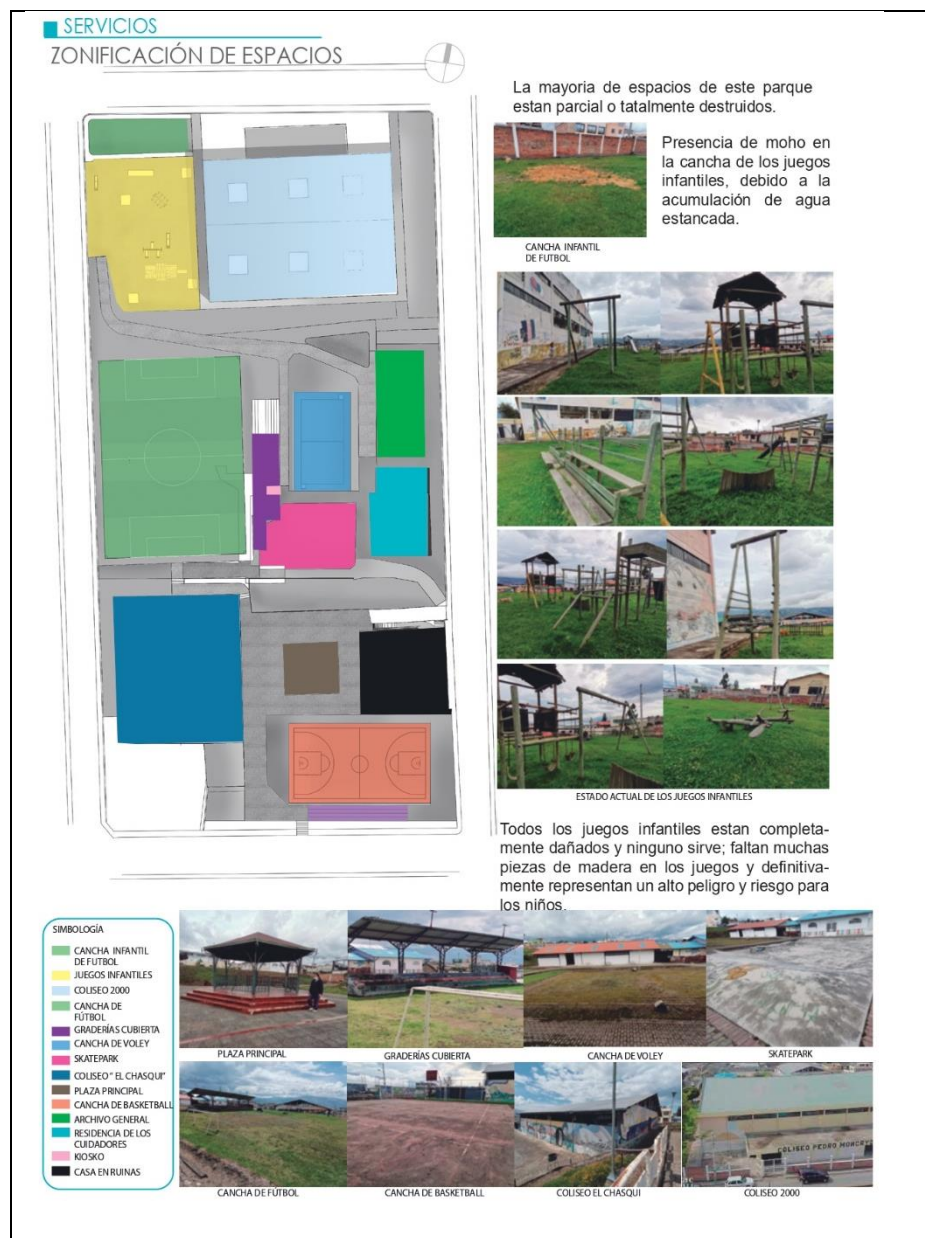 SERVICIOS
ZONIFICACIÓN DE ESPACIOS
La mayoria de espacios de este parque
estan parcial o tatalmente destruidos.
Presencia de moho en
la cancha de los juegos
infantiles, debido a la
acumulación de agua
estancada.
CANCHA INFANTIL
DE FUTBOL
ESTADO ACTUAL DE LOS JUEGOS INFANTILES
Todos los juegos infantiles estan completa-
mente dañados y ninguno sirve; faltan muchas
piezas de madera en los juegos y definitiva-
mente representan un alto peligro y riesgo para
los niños.
SIMBOLOGÍA
CANCHA INFANTIL
DE FUTBOL
JUEGOS INFANTILES
COLISEO 2000
CANCHA DE
FÚTBOL
GRADERÍAS CUBIERTA
CANCHA DE VOLEY
SKATEPARK
COLISEO " EL CHASQUI"
PLAZA PRINCIPAL
CANCHA DE BASKETBALL
ARCHIVO GENERAL
RESIDENCIA DE LOS
CUIDADORES
KIOSKO
CASA EN RUINAS
PLAZA PRINCIPAL
GRADERÍAS CUBIERTA
CANCHA DE VOLEY
SKATEPARK
COLISEO PEDRO
CANCHA DE FÚTBOL
CANCHA DE BASKETBALL
COLISEO EL CHASQUI
COLISEO 2000